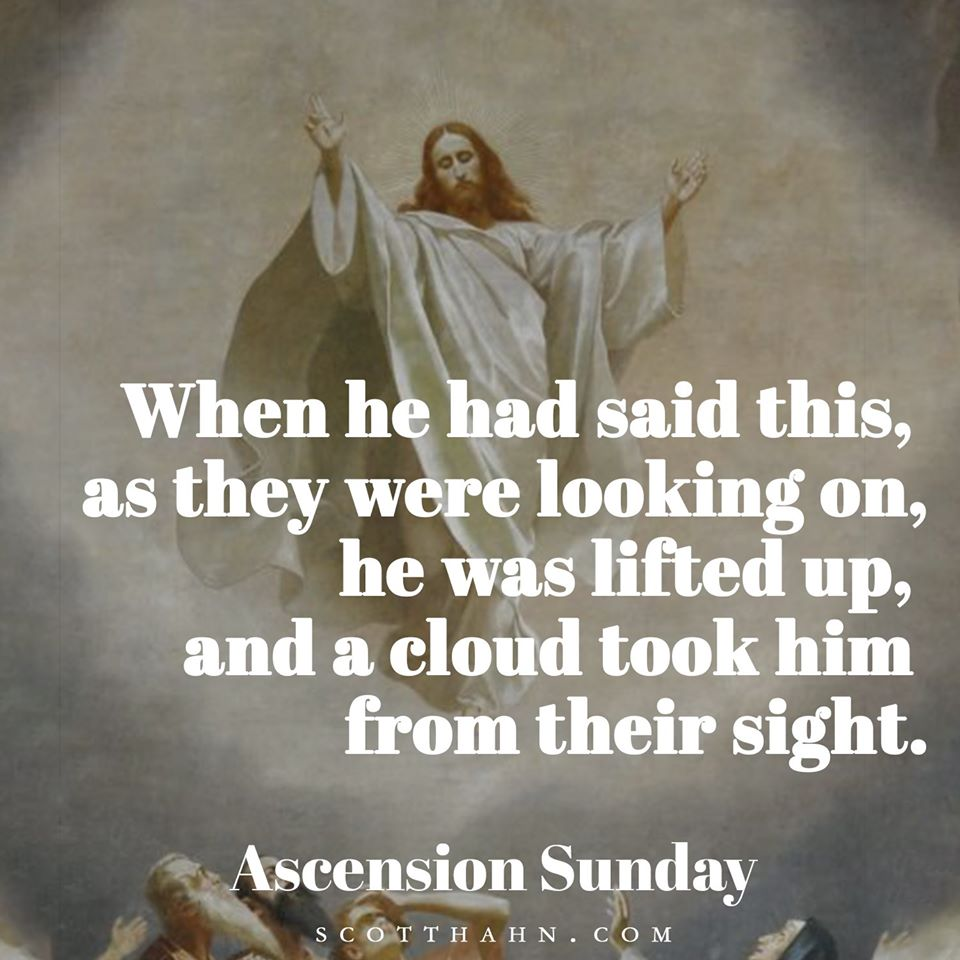 When he had said this,
as they were looking on,
he was lifted up,
and a cloud took him
from their sight.
Ascension Sunday
SCOTTHAHN.COM